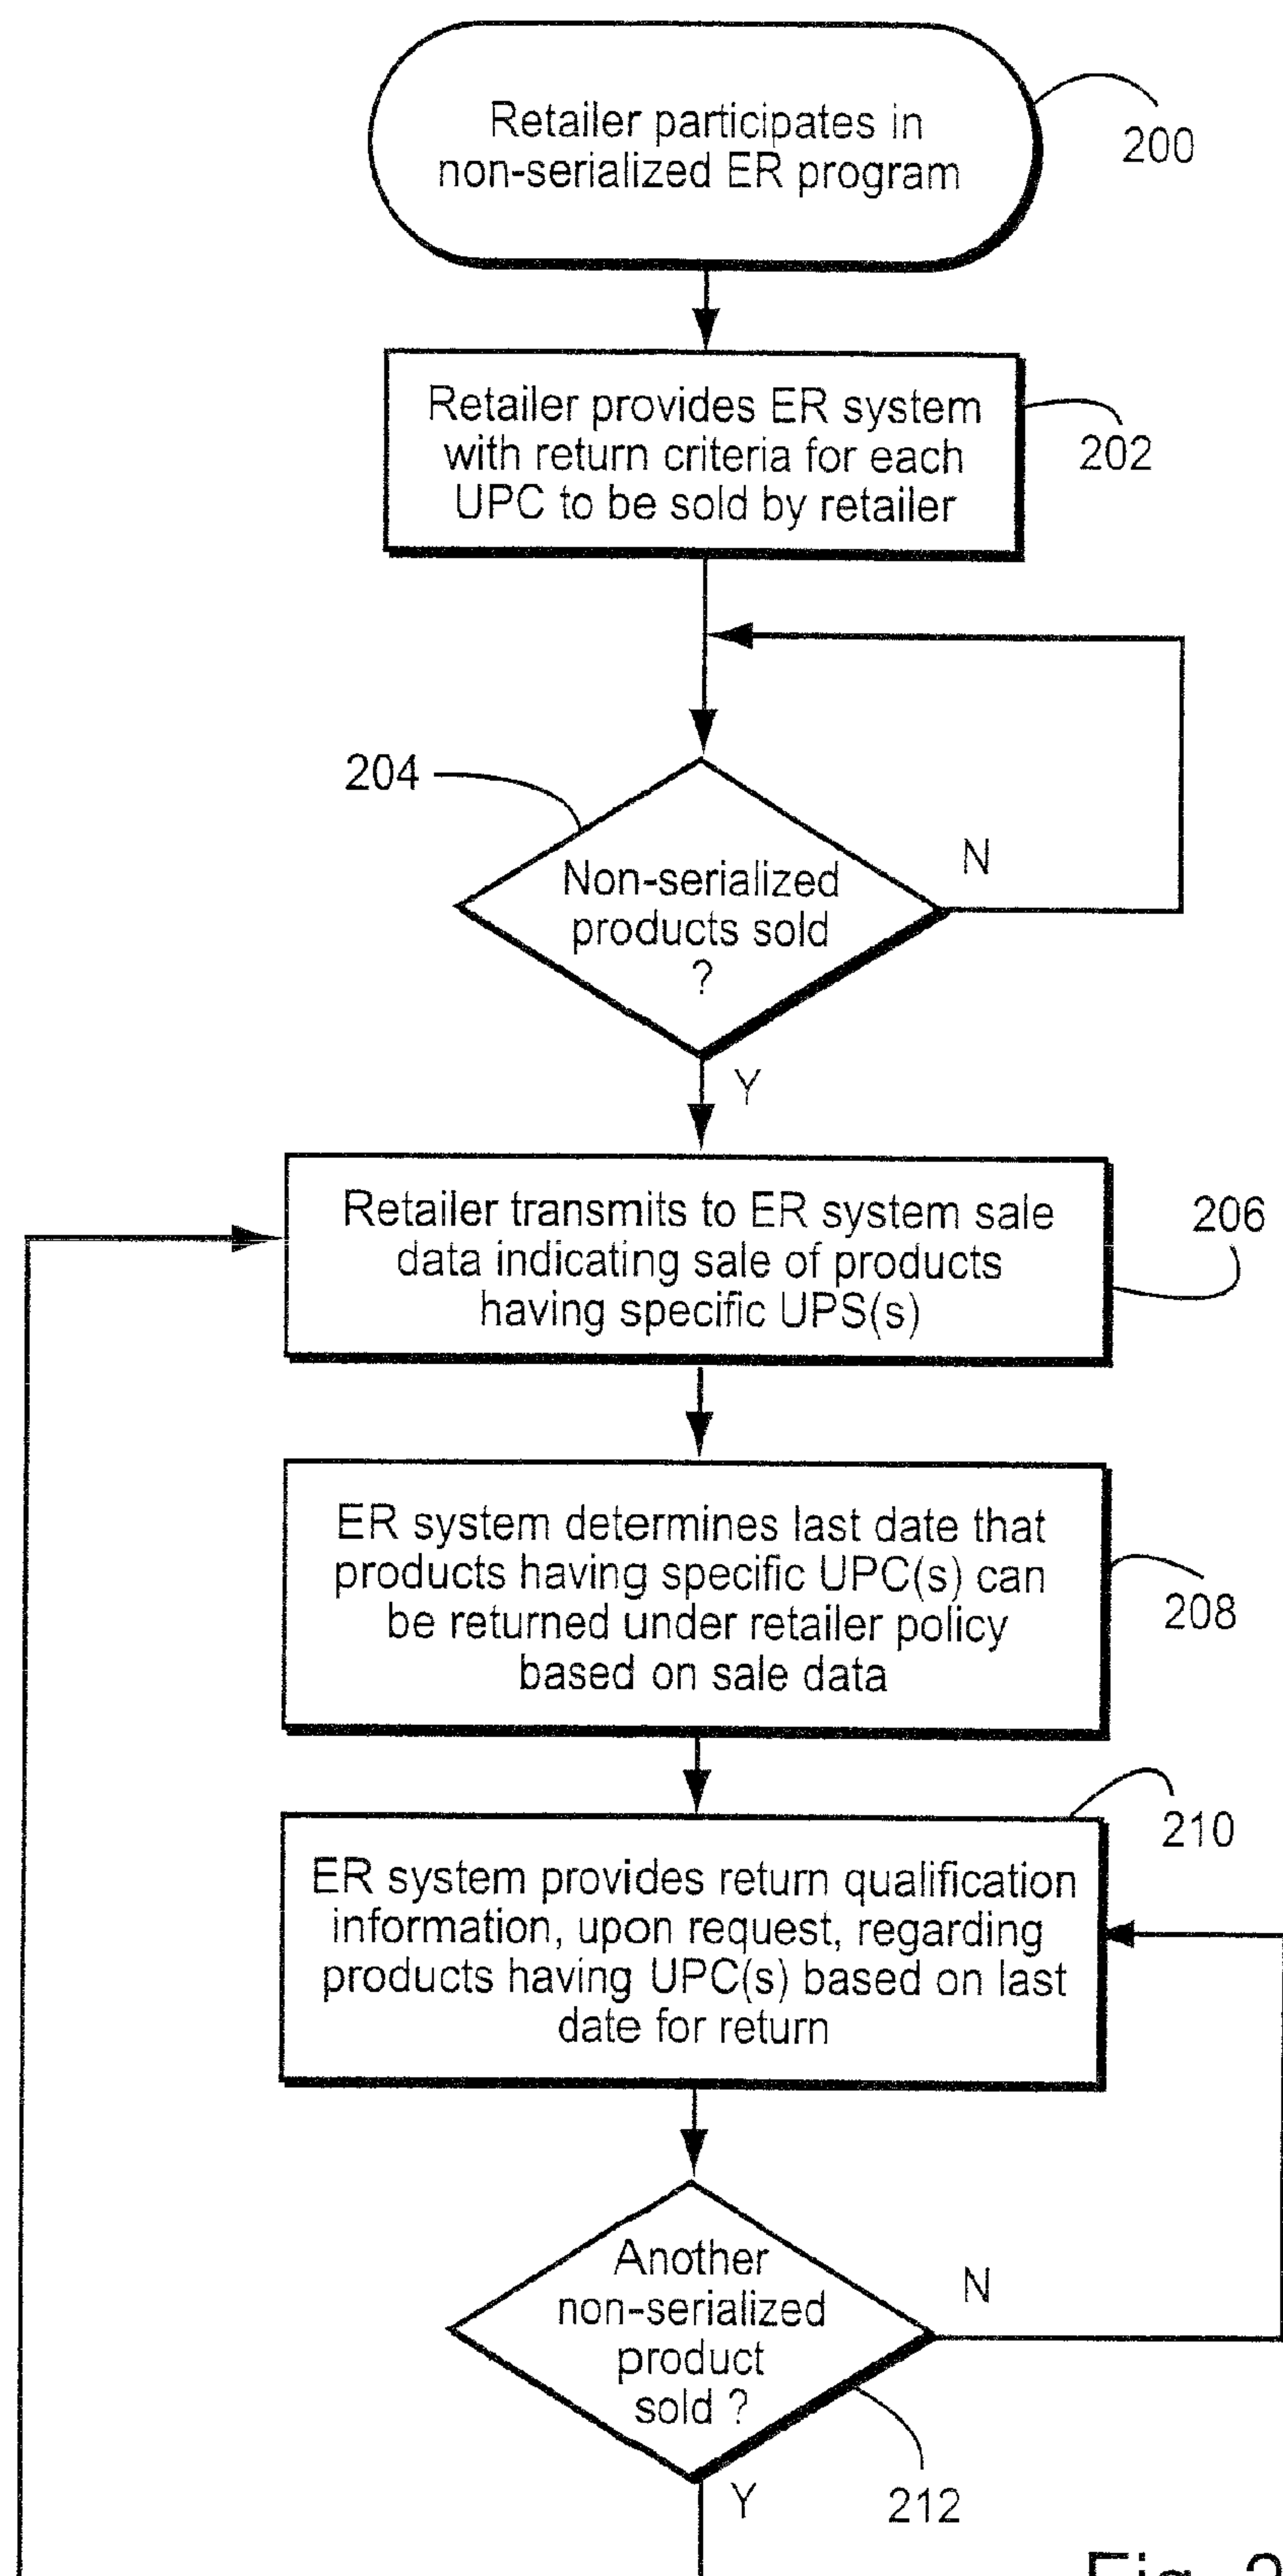 Retailer participates in
non-serialized ER program
200
Retailer provides ER system
with return criteria for each
UPC to be sold by retailer
202
204
Non-serialized
products sold
?
N
Y
Retailer transmits to ER system sale
data indicating sale of products
having specific UPS(s)
206
ER system determines last date that
products having specific UPC(s) can
be returned under retailer policy
based on sale data
208
210
ER system provides return qualification
information, upon request, regarding
products having UPC(s) based on last
date for return
Another
non-serialized
product
sold ?
N
Y
212
Fig.